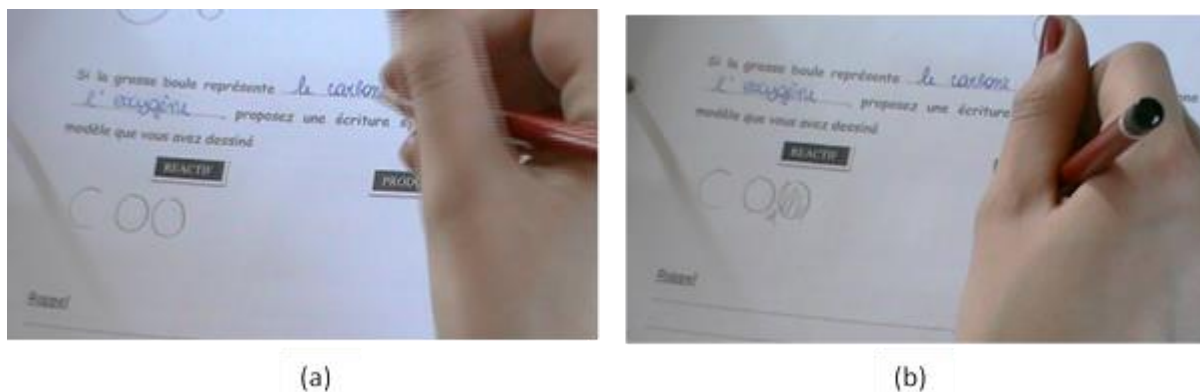 Si la grosse boule représente le carbone
l'oxygène proposez une écriture
modèle que vous avez dessiné
REACTIF PRODU
C O O
Rappel
(a)
Si la grosse boule représente le carbone
l'oxygène proposez une écriture
modèle que vous avez dessiné
REACTIF
C O
Rappel
(b)